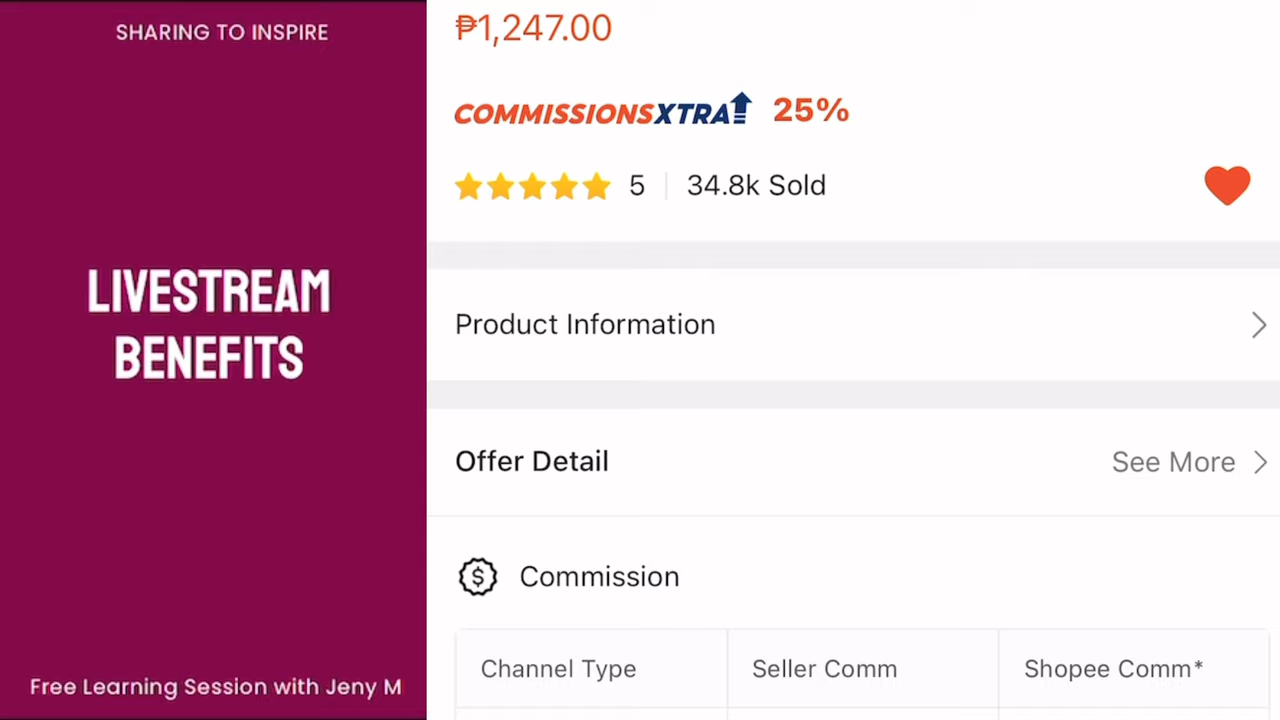 SHARING TO INSPIRE
LIVESTREAM
BENEFITS
Free Learning Session with Jeny M
₱1,247.00
COMMISSIONSXTRA 25%
5 34.8k Sold
Product Information
Offer Detail See More
$ Commission
Channel Type Seller Comm Shopee Comm*